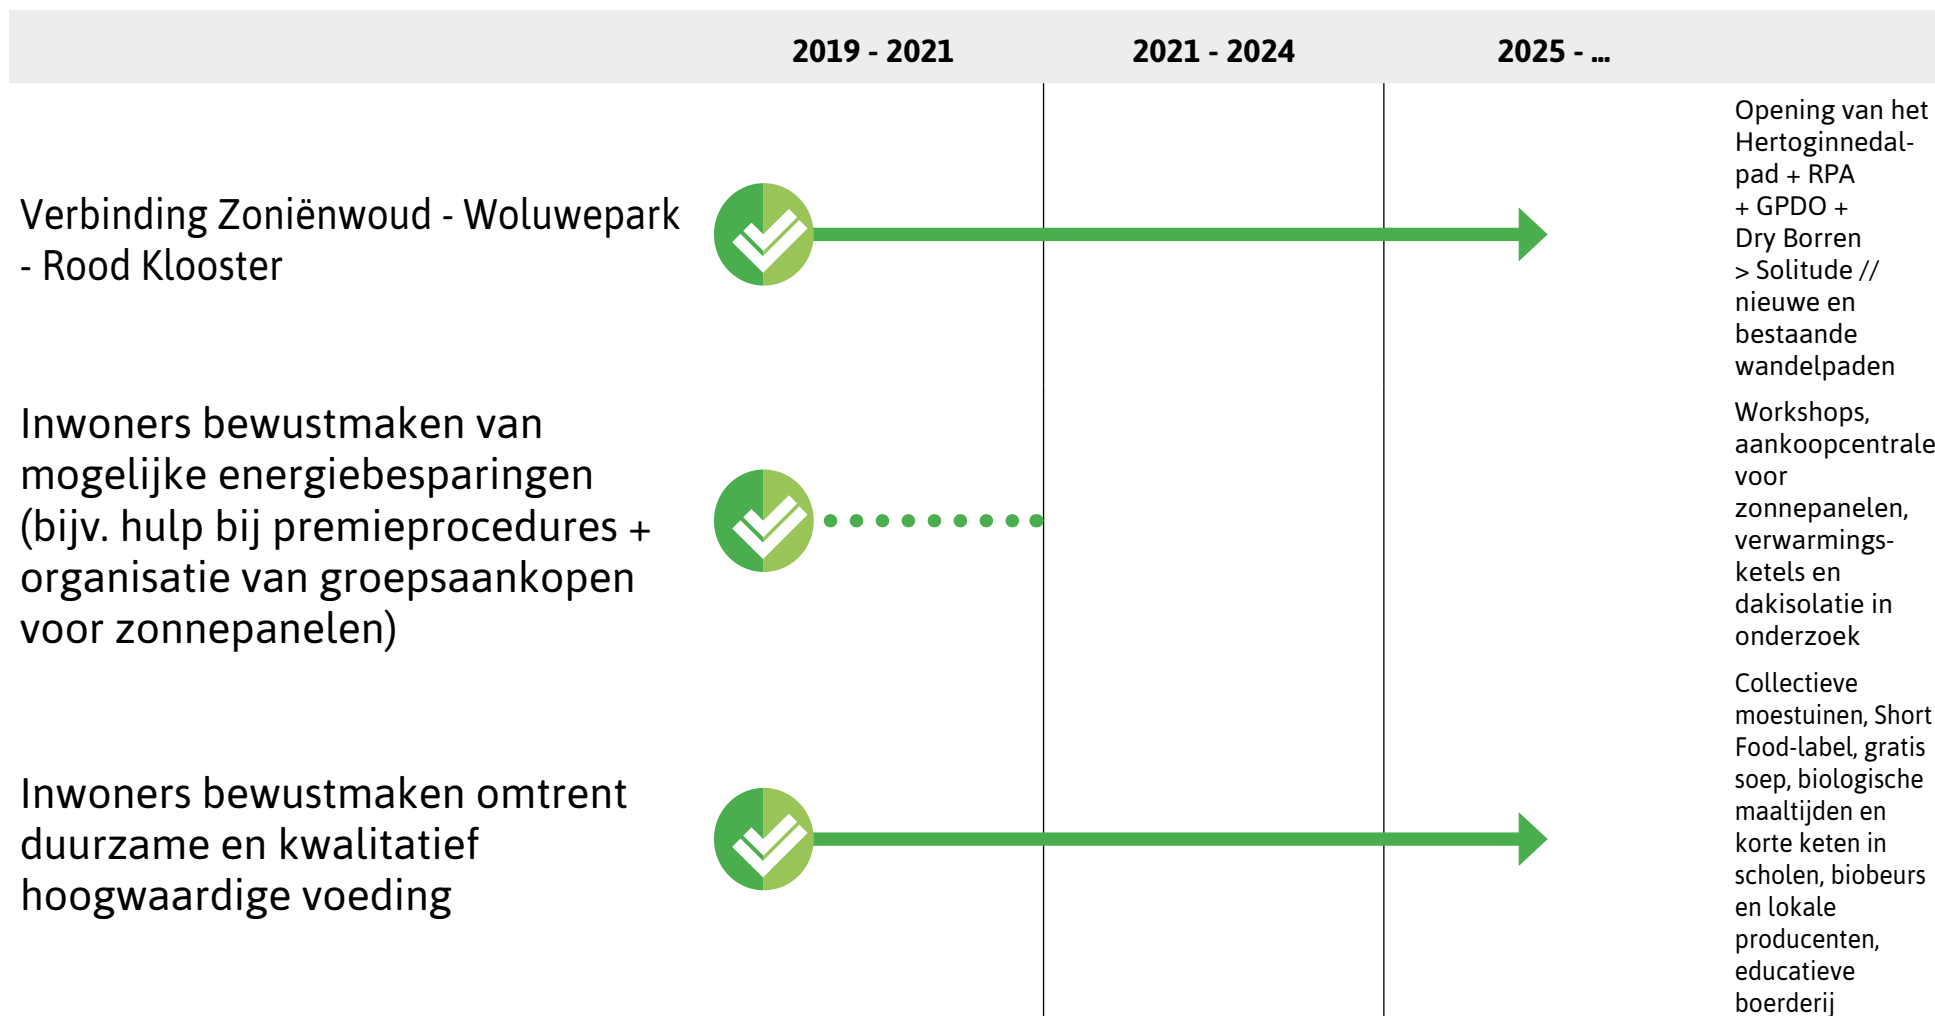 2019 - 2021
2021 - 2024
2025 - ...
Verbinding Zoniënwoud - Woluwepark
- Rood Klooster
Opening van het
Hertoginnedal-
pad + RPA
+ GPDO +
Dry Borren
> Solitude //
nieuwe en
bestaande
wandelpaden
Inwoners bewustmaken van
mogelijke energiebesparingen
(bijv. hulp bij premieprocedures +
organisatie van groepsaankopen
voor zonnepanelen)
Workshops,
aankoopcentrale
voor
zonnepanelen,
verwarmings-
ketels en
dakisolatie in
onderzoek
Inwoners bewustmaken omtrent
duurzame en kwalitatief
hoogwaardige voeding
Collectieve
moestuinen, Short
Food-label, gratis
soep, biologische
maaltijden en
korte keten in
scholen, biobeurs
en lokale
producenten,
educatieve
boerderij